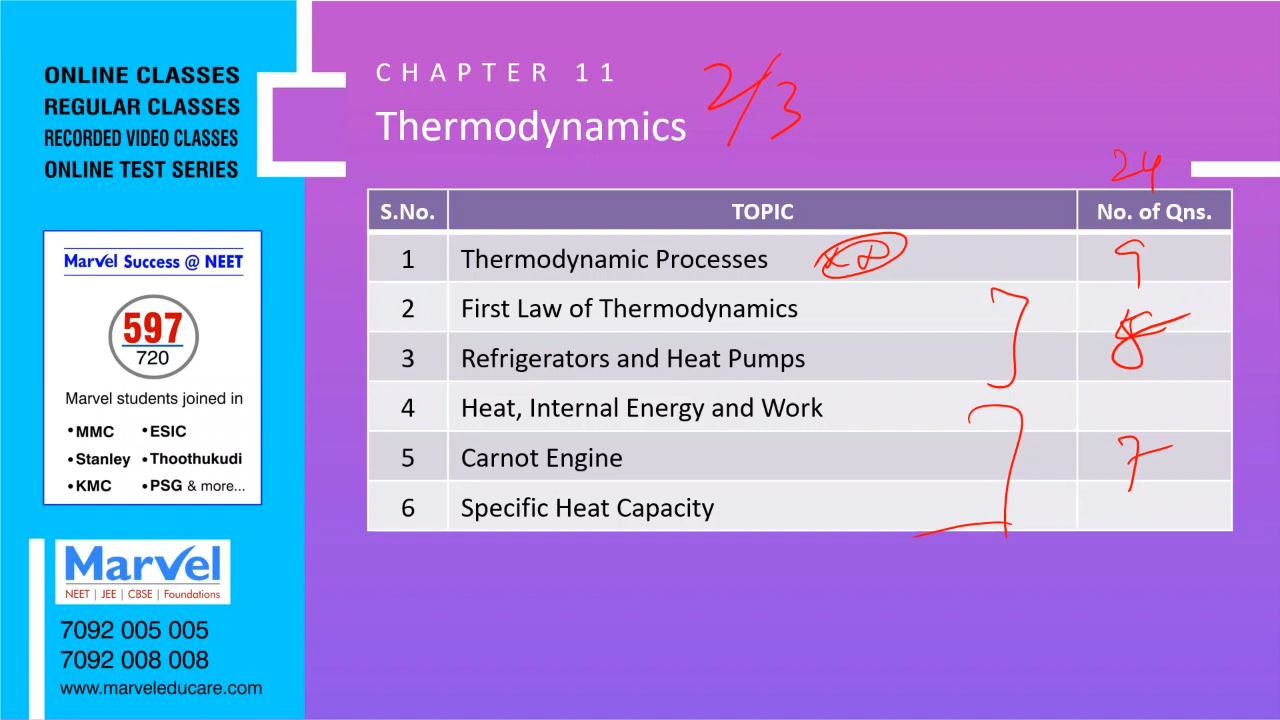 ONLINE CLASSES
REGULAR CLASSES
RECORDED VIDEO CLASSES
ONLINE TEST SERIES
Marvel Success @ NEET
597
720
Marvel students joined in
•MMC •ESIC
•Stanley •Thoothukudi
•KMC •PSG & more...
Marvel
NEET | JEE | CBSE | Foundations
7092 005 005
7092 008 008
www.marveleducare.com
CHAPTER 11
Thermodynamics 2/3
24
S.No. TOPIC No. of Qns.
1 Thermodynamic Processes 9
2 First Law of Thermodynamics
3 Refrigerators and Heat Pumps 8
4 Heat, Internal Energy and Work
5 Carnot Engine 7
6 Specific Heat Capacity